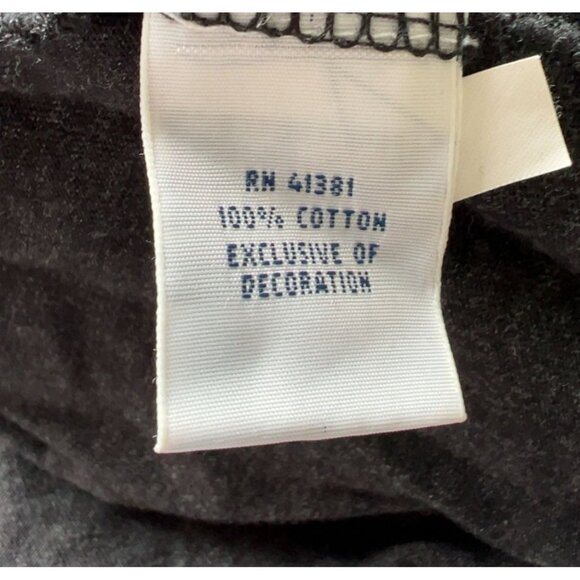 RN 41381
100% COTTON
EXCLUSIVE OF
DECORATION